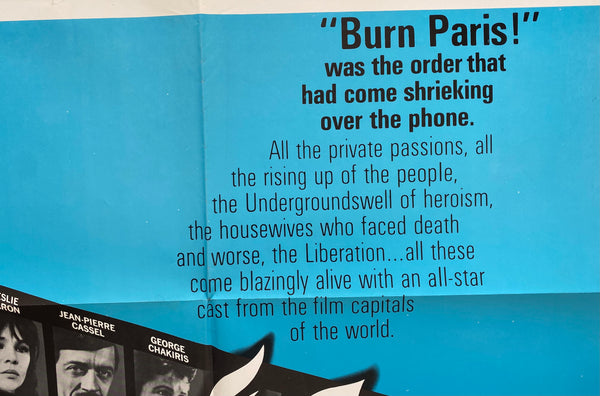 "Burn Paris!"
was the order that
had come shrieking
over the phone.
All the private passions, all
the rising up of the people,
the Undergroundswell of heroism,
the housewives who faced death
and worse, the Liberation...all these
come blazingly alive with an all-star
cast from the film capitals
of the world.
JEAN-PIERRE
CASSEL
GEORGE
CHAKIRIS